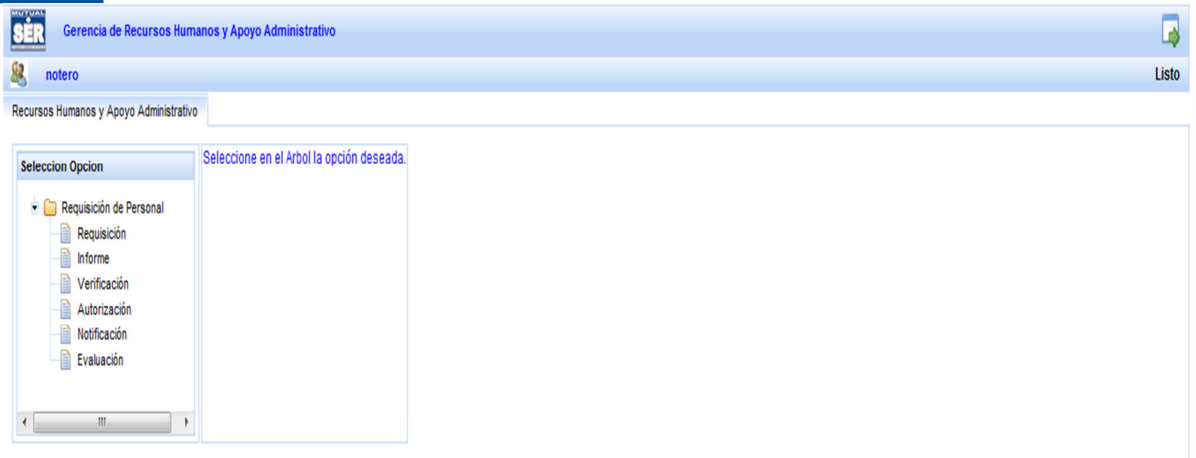 MUTUAL
SER
Gerencia de Recursos Humanos y Apoyo Administrativo
notero
Listo
Recursos Humanos y Apoyo Administrativo
Seleccion Opcion
Seleccione en el Arbol la opción deseada.
Requisición de Personal
Requisición
Informe
Verificación
Autorización
Notificación
Evaluación